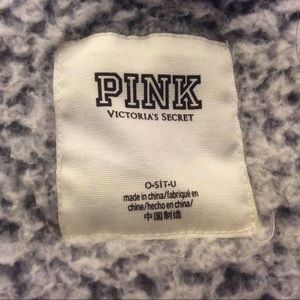 PINK
VICTORIA'S SECRET
O-S|T-U
made in china/fabriqué en
chine/hecho en china/
中国制造